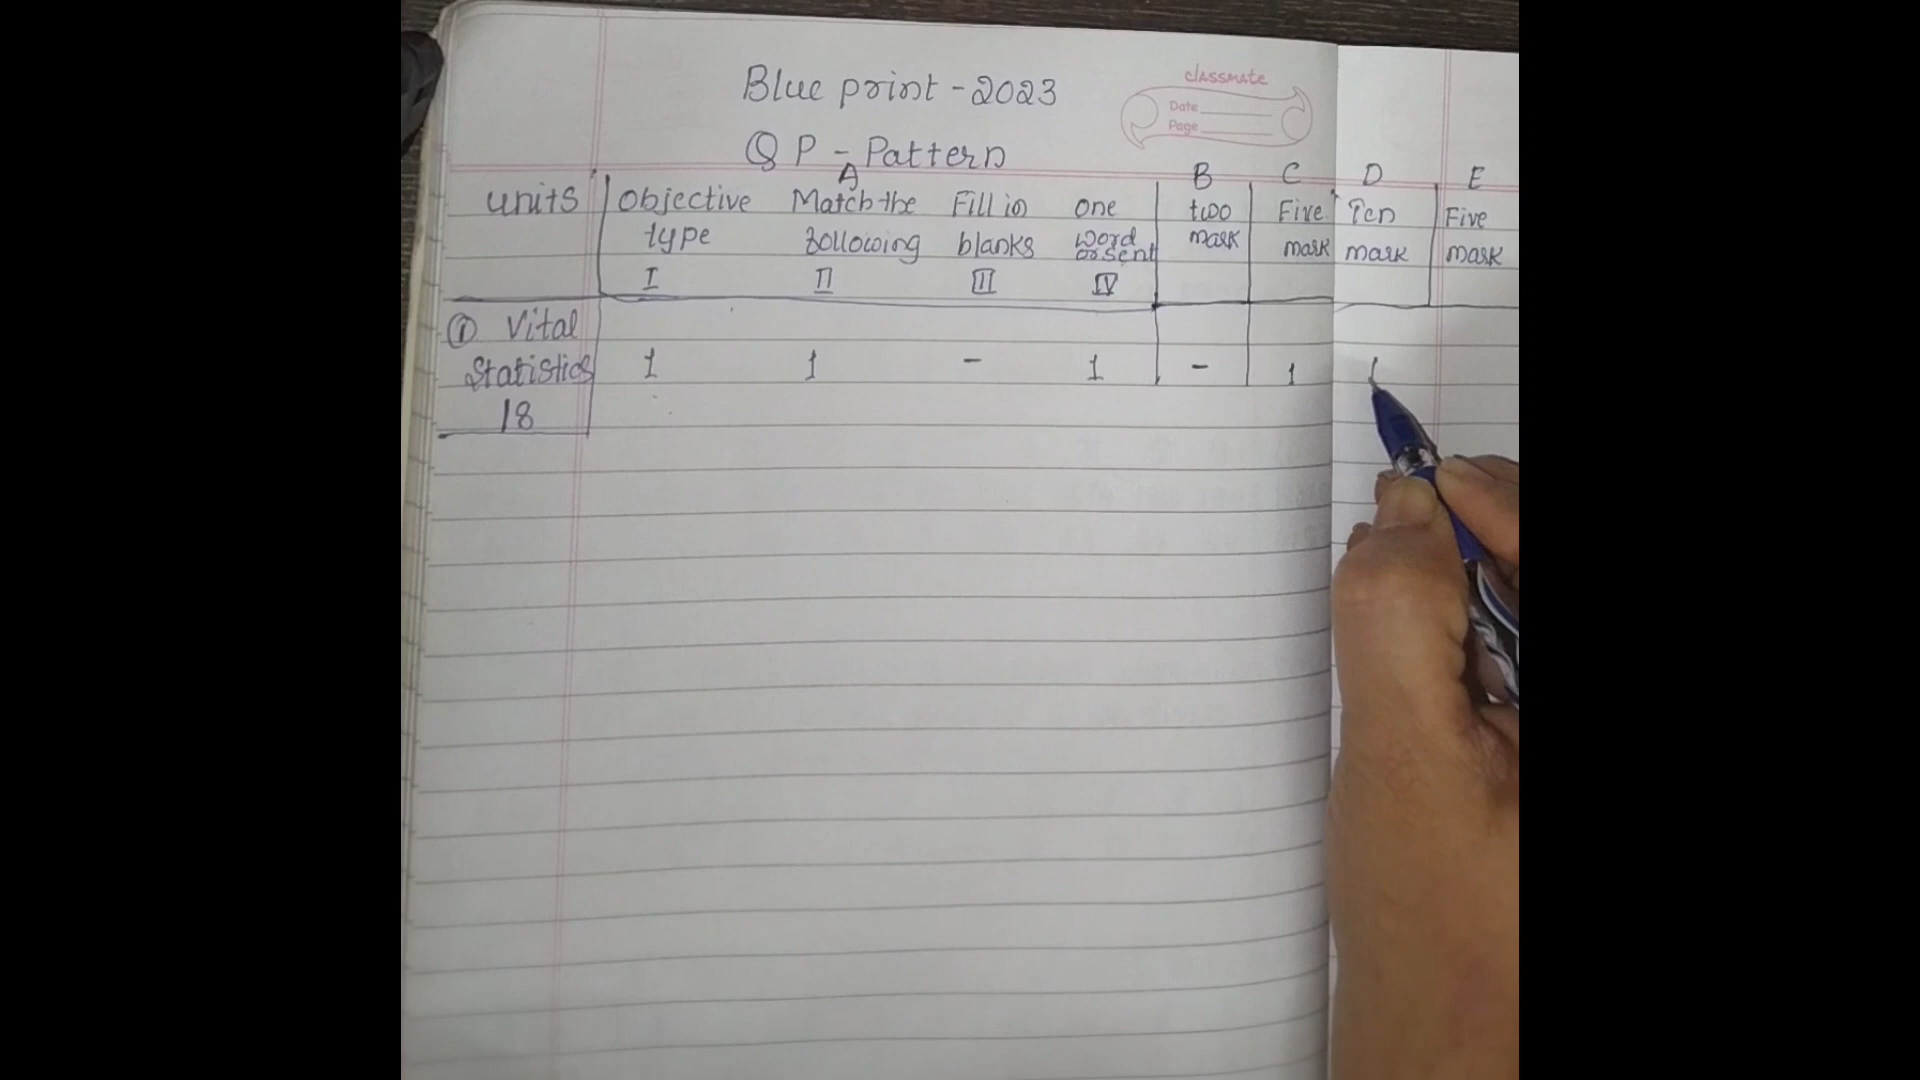 classmate
Blue print - 2023
Date
Page
Q P - Pattern
A B C D E
units Objective Match the Fill in one two Five Ten Five
type following blanks word mark mark mark mark
or sent
I II III IV
① Vital
Statistics 1 1 - 1 - 1 1
18